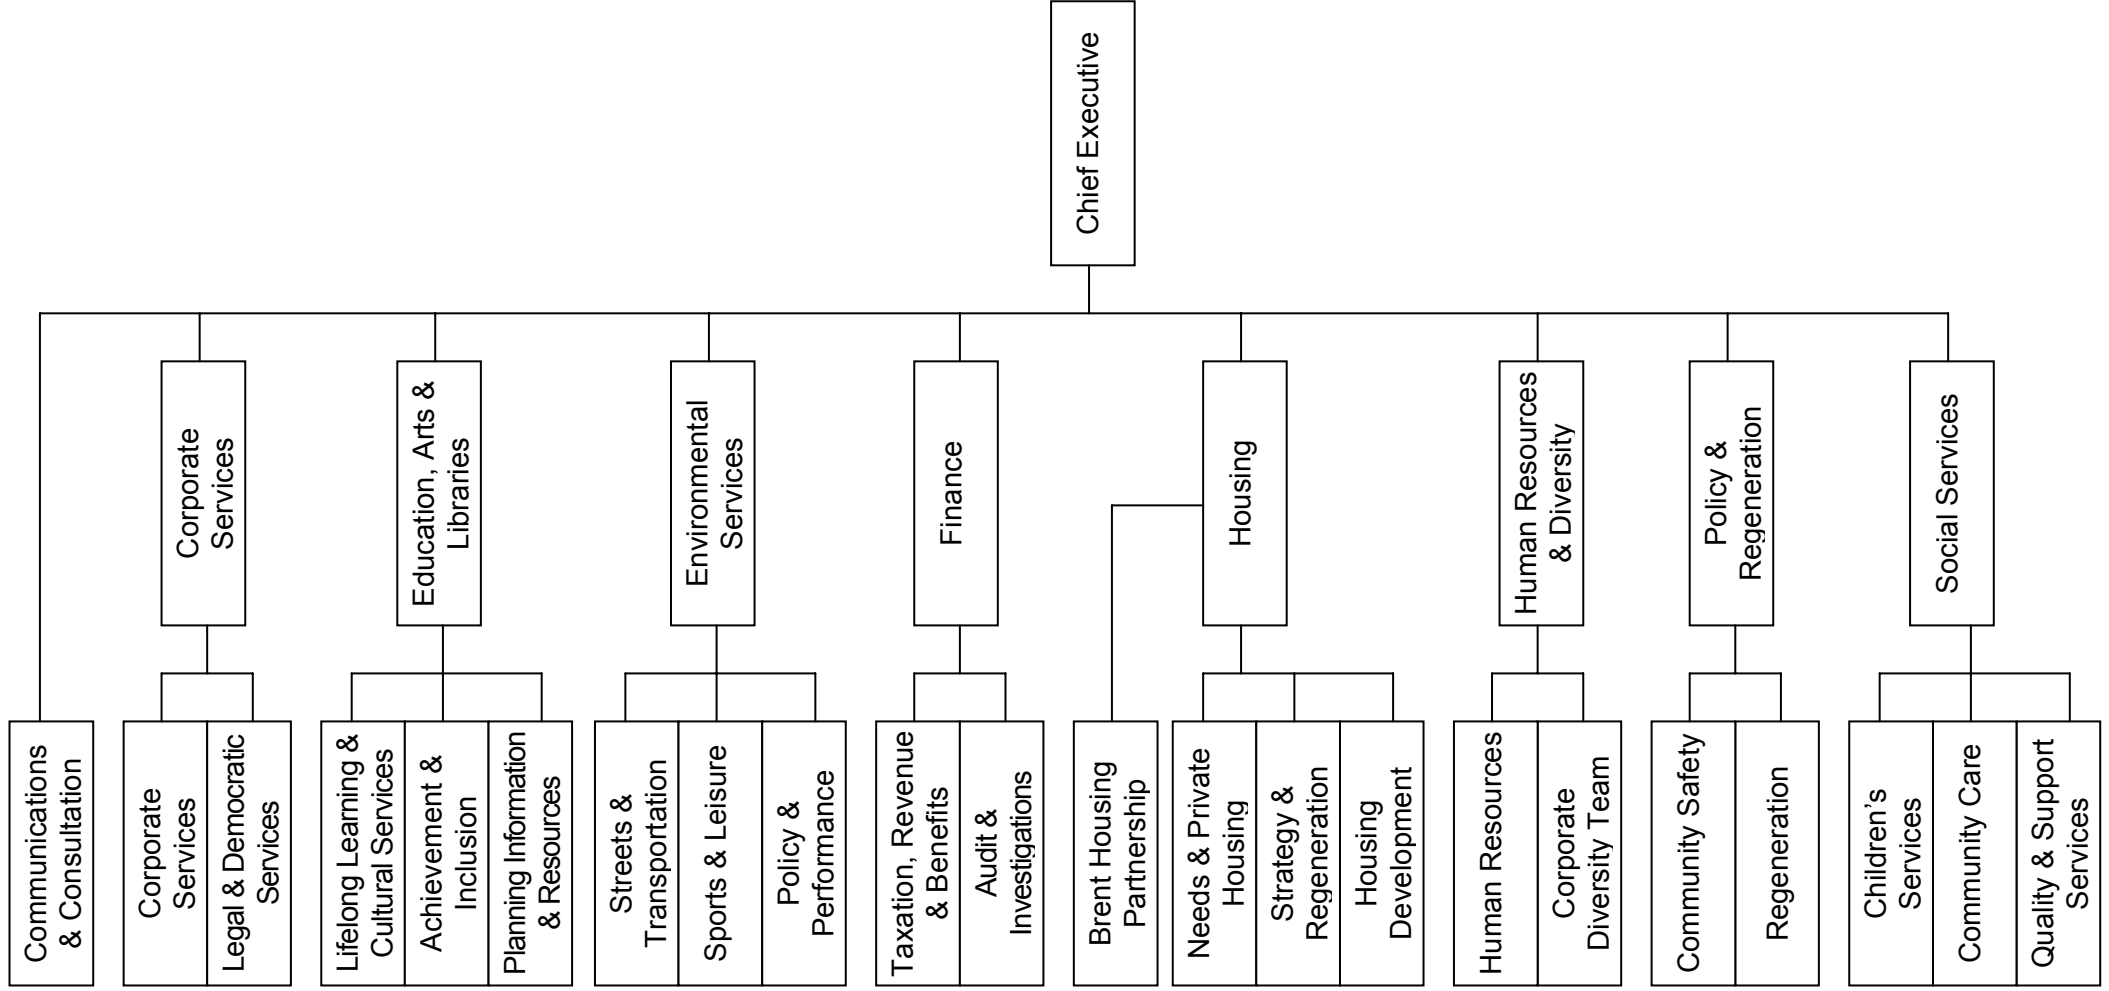 Chief Executive
Corporate
Services
Education, Arts &
Libraries
Environmental
Services
Finance
Housing
Human Resources
& Diversity
Policy &
Regeneration
Social Services
Communications
& Consultation
Corporate
Services
Legal & Democratic
Services
Lifelong Learning &
Cultural Services
Achievement &
Inclusion
Planning Information
& Resources
Streets &
Transportation
Sports & Leisure
Policy &
Performance
Taxation, Revenue
& Benefits
Audit &
Investigations
Brent Housing
Partnership
Needs & Private
Housing
Strategy &
Regeneration
Housing
Development
Human Resources
Corporate
Diversity Team
Community Safety
Regeneration
Children’s
Services
Community Care
Quality & Support
Services